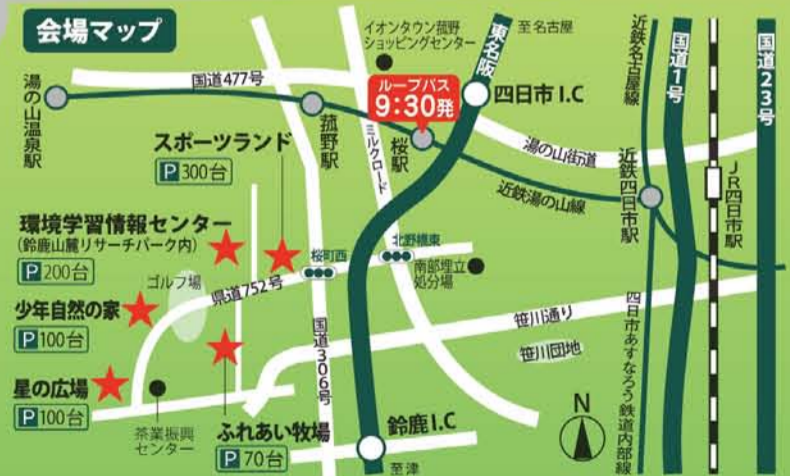 会場マップ
イオンタウン菰野
ショッピングセンター
東名阪
至名古屋
近鉄名古屋線
国道1号
国道23号
国道477号
ループバス
9:30発
四日市I.C
湯の山温泉駅
菰野駅
ミルクロード
桜駅
湯の山街道
近鉄湯の山線
近鉄四日市駅
JR四日市駅
スポーツランド
P300台
環境学習情報センター
(鈴鹿山麓リサーチパーク内)
P200台
桜町西
北野橋東
南部埋立
処分場
ゴルフ場
県道752号
少年自然の家
P100台
国道306号
笹川通り
笹川団地
四日市あすなろう鉄道内部線
星の広場
P100台
茶業振興
センター
ふれあい牧場
P70台
鈴鹿I.C
至津
N